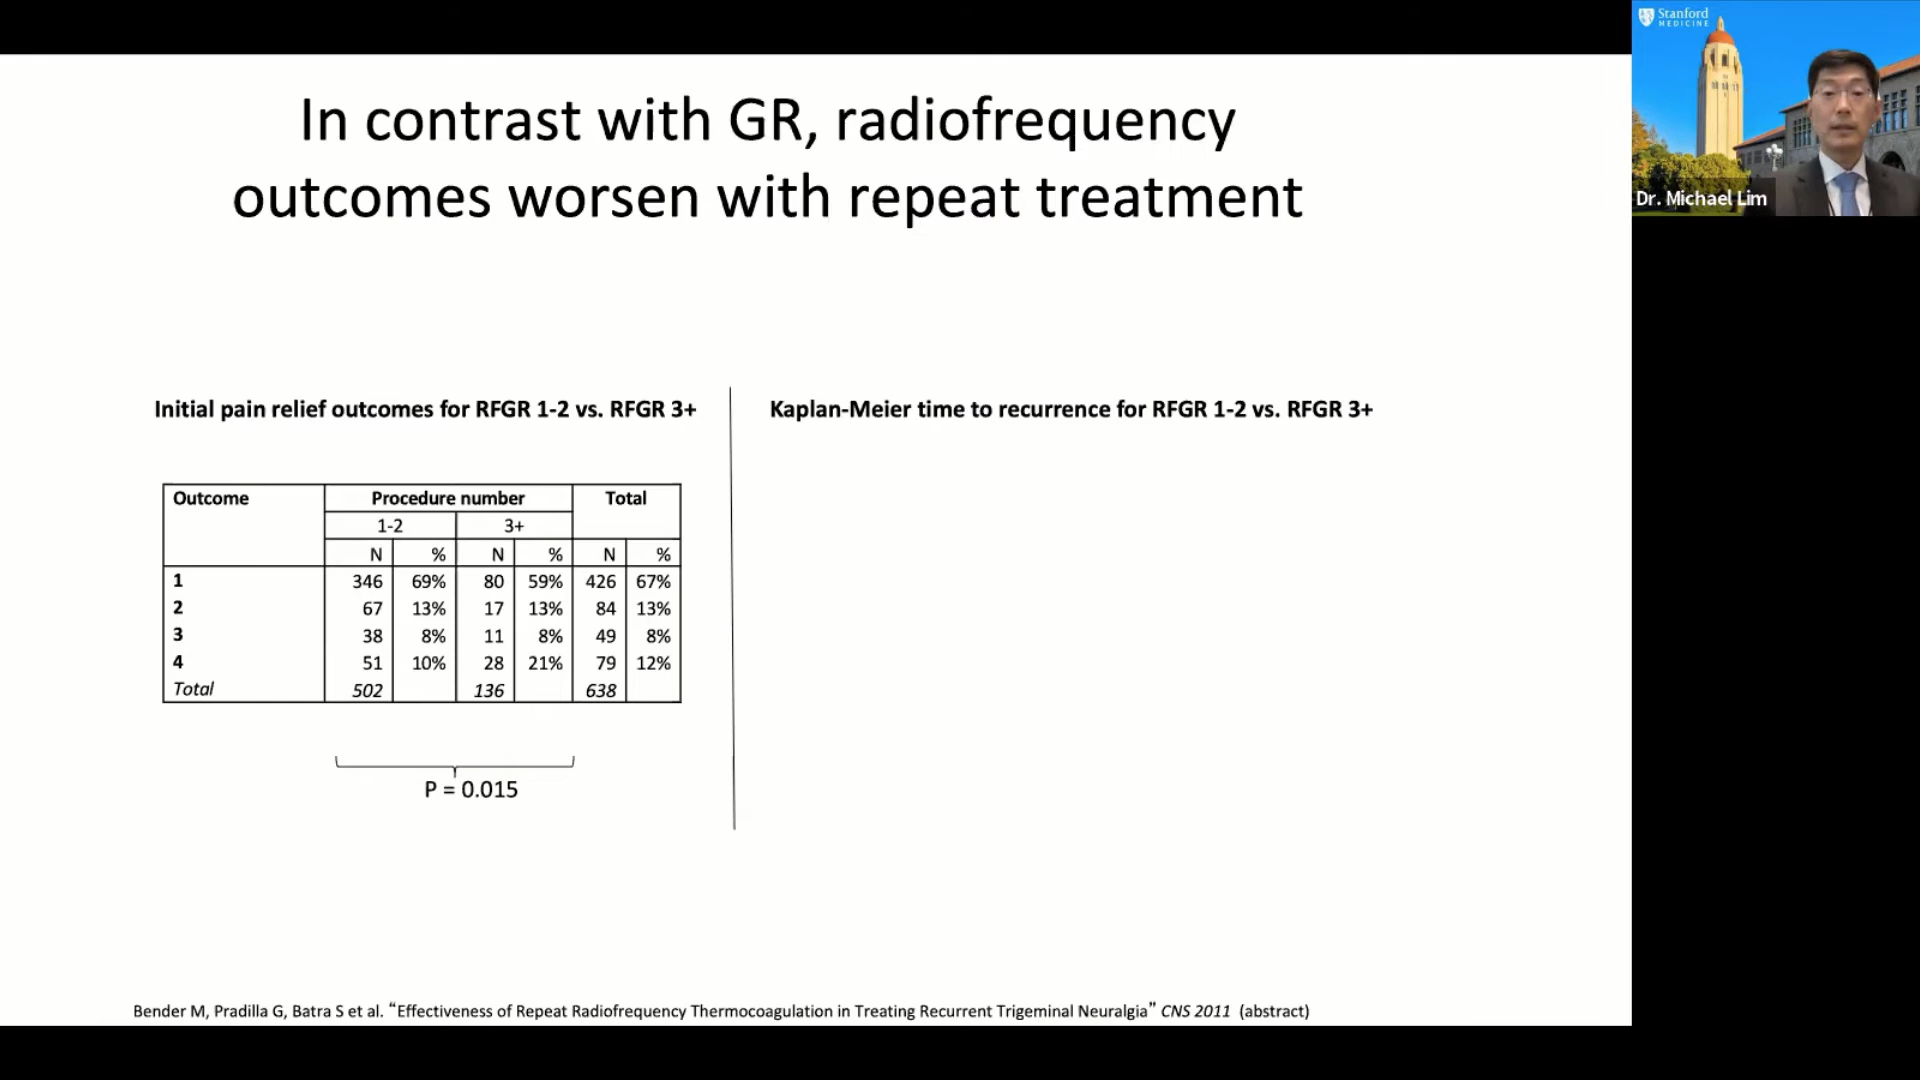 In contrast with GR, radiofrequency
outcomes worsen with repeat treatment
Initial pain relief outcomes for RFGR 1-2 vs. RFGR 3+
Kaplan-Meier time to recurrence for RFGR 1-2 vs. RFGR 3+
Outcome Procedure number Total
1-2 3+
N % N % N %
1 346 69% 80 59% 426 67%
2 67 13% 17 13% 84 13%
3 38 8% 11 8% 49 8%
4 51 10% 28 21% 79 12%
Total 502 136 638
P = 0.015
Bender M, Pradilla G, Batra S et al. “Effectiveness of Repeat Radiofrequency Thermocoagulation in Treating Recurrent Trigeminal Neuralgia” CNS 2011 (abstract)
Stanford
MEDICINE
Dr. Michael Lim